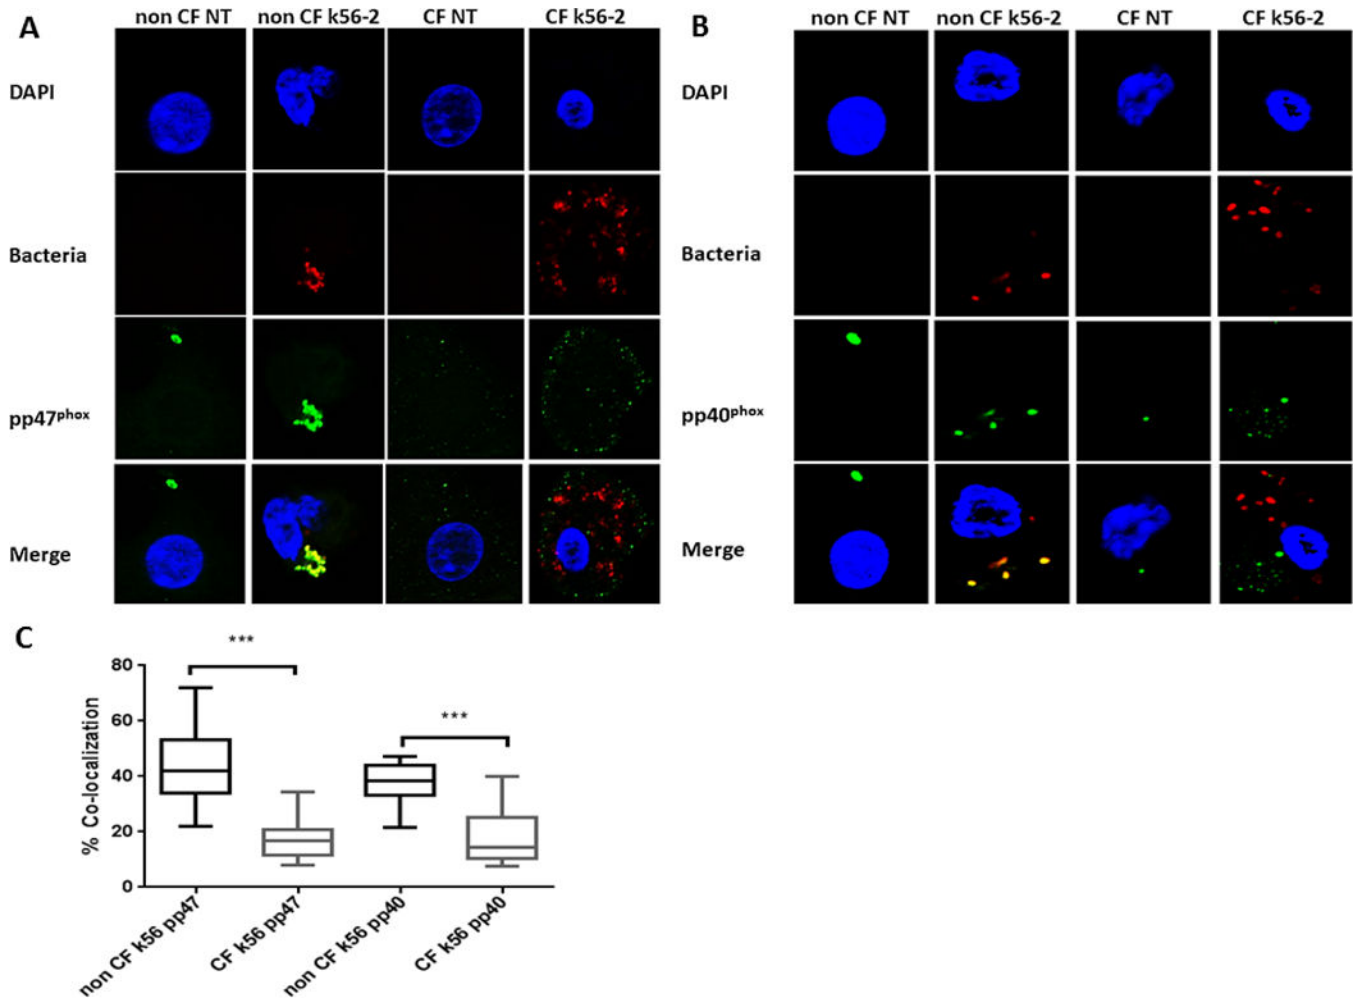 A
non CF NT non CF k56-2 CF NT CF k56-2
DAPI
Bacteria
pp47phox
Merge
B
non CF NT non CF k56-2 CF NT CF k56-2
DAPI
Bacteria
pp40phox
Merge
C
***
***
% Co-localization
80
60
40
20
0
non CF k56 pp47
CF k56 pp47
non CF k56 pp40
CF k56 pp40